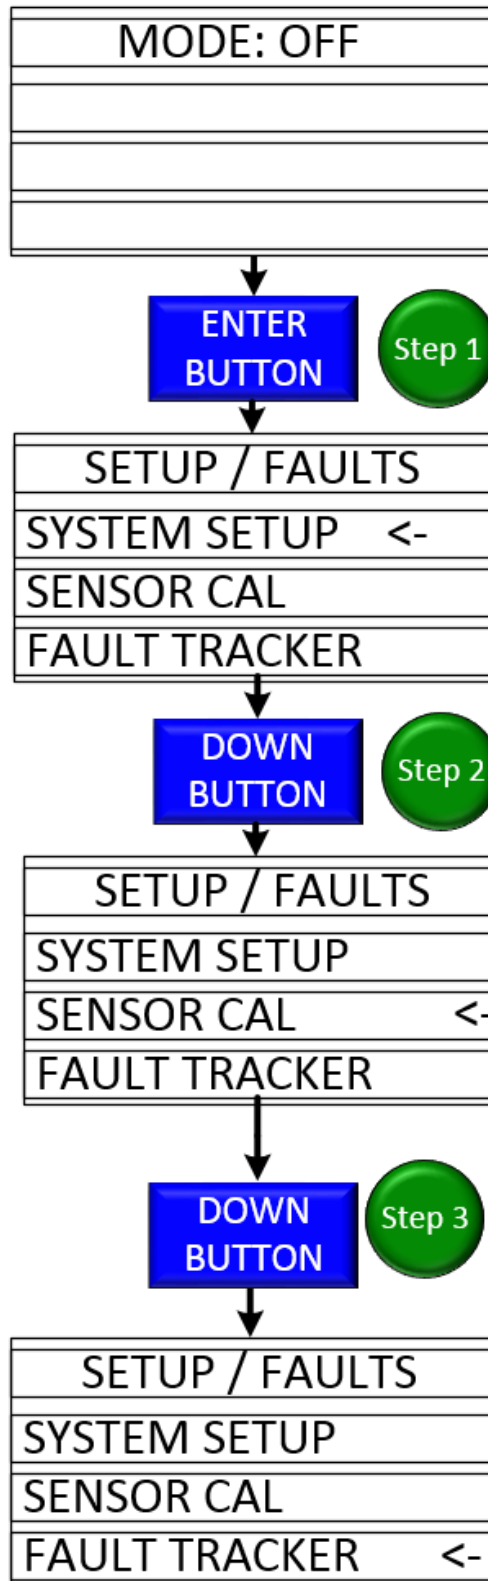 MODE: OFF
ENTER
BUTTON
Step 1
SETUP / FAULTS
SYSTEM SETUP <-
SENSOR CAL
FAULT TRACKER
DOWN
BUTTON
Step 2
SETUP / FAULTS
SYSTEM SETUP
SENSOR CAL <-
FAULT TRACKER
DOWN
BUTTON
Step 3
SETUP / FAULTS
SYSTEM SETUP
SENSOR CAL
FAULT TRACKER <-